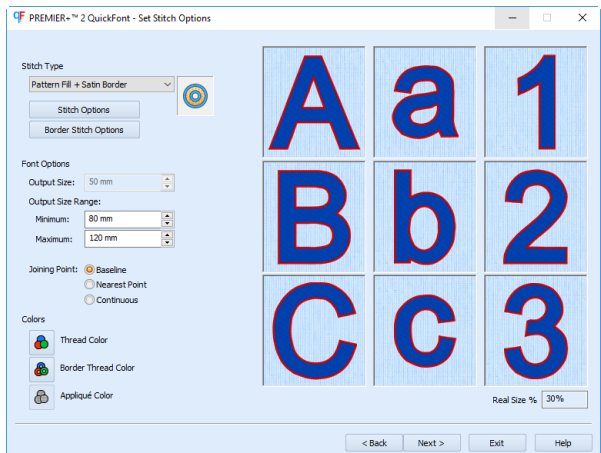 PREMIER+™ 2 QuickFont - Set Stitch Options
Stitch Type
Pattern Fill + Satin Border
Stitch Options
Border Stitch Options
Font Options
Output Size: 50 mm
Output Size Range:
Minimum: 80 mm
Maximum: 120 mm
Joining Point: Baseline
Nearest Point
Continuous
Colors
Thread Color
Border Thread Color
Appliqué Color
A a 1
B b 2
C c 3
Real Size % 30%
< Back Next > Exit Help